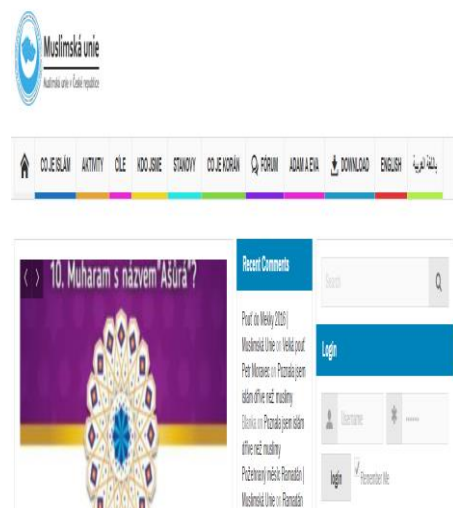 Muslimská unie
Muslimská unie v České republice
CO JE ISLÁM AKTIVITY CÍLE KDO JSME STANOVY CO JE KORÁN FÓRUM ADAM A EVA DOWNLOAD ENGLISH باللغة العربية
10. Muharam s názvem"Ašúrá"?
Recent Comments
Pouť do Mekky 2016 |
Muslimská Unie on Velká pouť
Petr Moravec on Poznala jsem
islám dříve než muslimy
Blanka on Poznala jsem islám
dříve než muslimy
Požehnaný měsíc Ramadán |
Muslimská Unie on Ramadán
Search
Login
Username
login
Remember Me